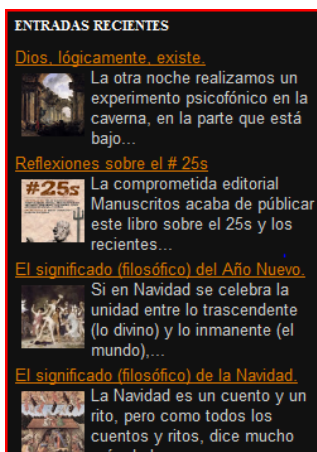 ENTRADAS RECIENTES
Dios, lógicamente, existe.
La otra noche realizamos un
experimento psicofónico en la
caverna, en la parte que está
bajo...
Reflexiones sobre el # 25s
#25s
La comprometida editorial
Manuscritos acaba de públicar
este libro sobre el 25s y los
recientes...
El significado (filosófico) del Año Nuevo.
Si en Navidad se celebra la
unidad entre lo trascendente
(lo divino) y lo inmanente (el
mundo),...
El significado (filosófico) de la Navidad.
La Navidad es un cuento y un
rito, pero como todos los
cuentos y ritos, dice mucho